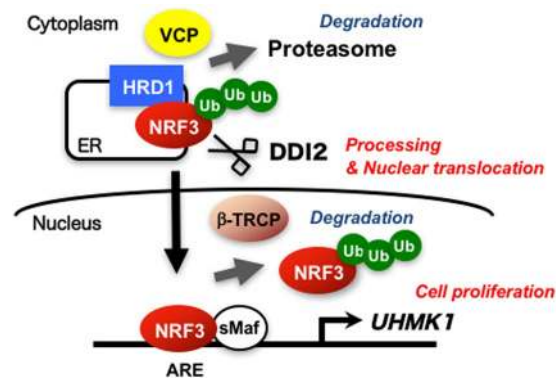 Cytoplasm
VCP
Degradation
Proteasome
HRD1
Ub Ub Ub
NRF3
ER
DDI2
Processing
& Nuclear translocation
Nucleus
β-TRCP
Degradation
Ub Ub Ub
NRF3
Cell proliferation
NRF3 sMaf
UHMK1
ARE